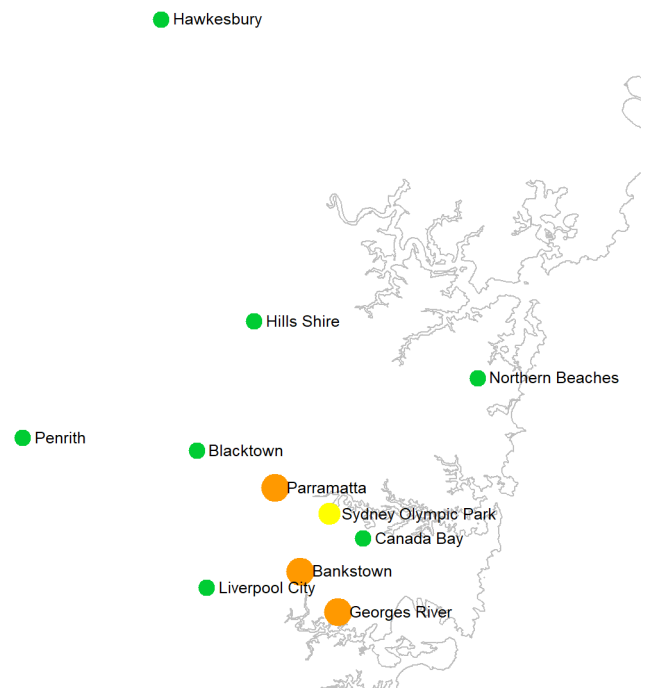 Hawkesbury
Hills Shire
Northern Beaches
Penrith
Blacktown
Parramatta
Sydney Olympic Park
Canada Bay
Bankstown
Liverpool City
Georges River